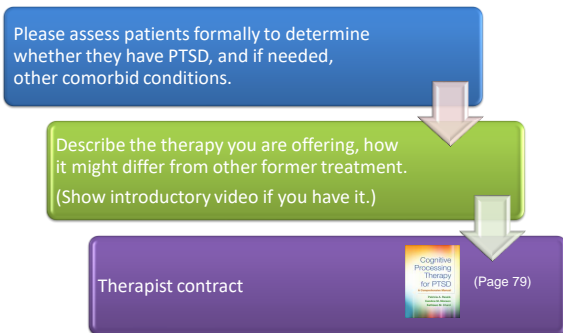 Please assess patients formally to determine
whether they have PTSD, and if needed,
other comorbid conditions.
Describe the therapy you are offering, how
it might differ from other former treatment.
(Show introductory video if you have it.)
Therapist contract
Cognitive
Processing
Therapy
for PTSD
(Page 79)